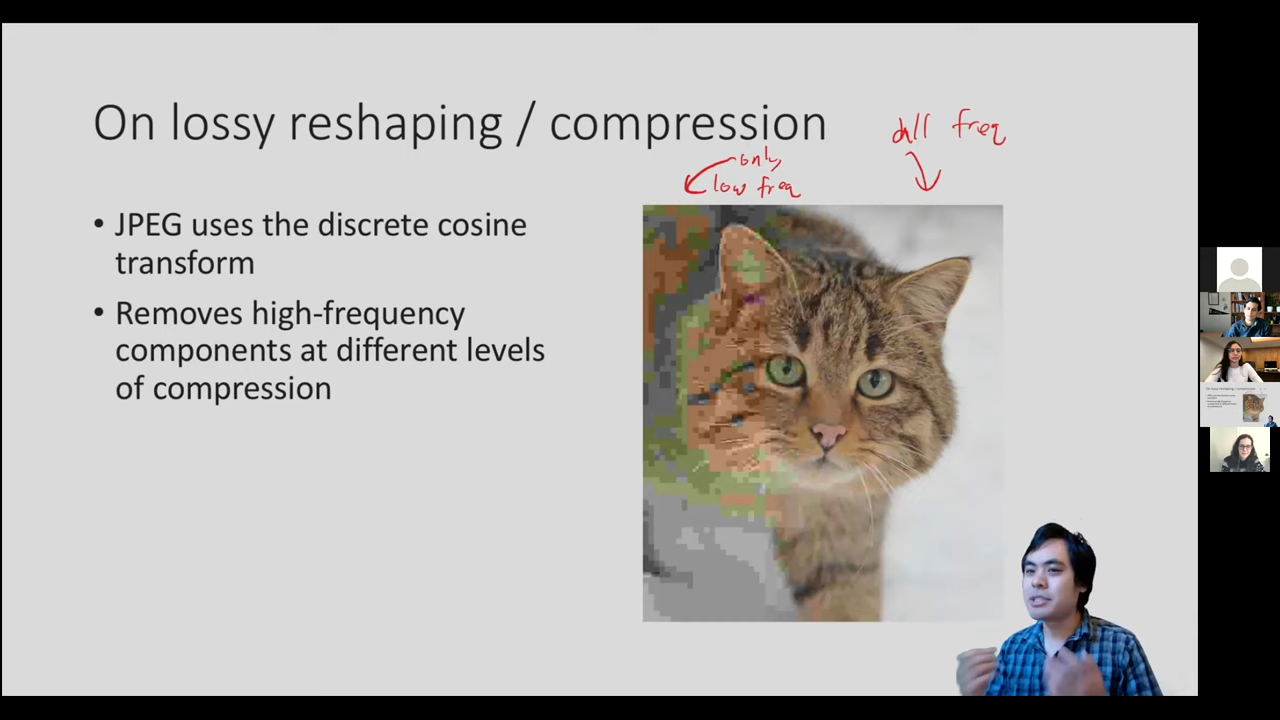 On lossy reshaping / compression
all freq
only
low freq
• JPEG uses the discrete cosine
transform
• Removes high-frequency
components at different levels
of compression